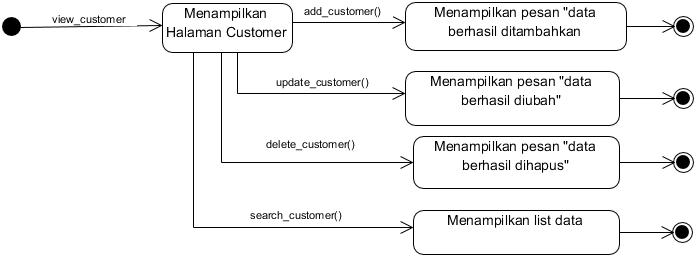 view_customer
Menampilkan
Halaman Customer
add_customer()
Menampilkan pesan "data
berhasil ditambahkan
update_customer()
Menampilkan pesan "data
berhasil diubah"
delete_customer()
Menampilkan pesan "data
berhasil dihapus"
search_customer()
Menampilkan list data